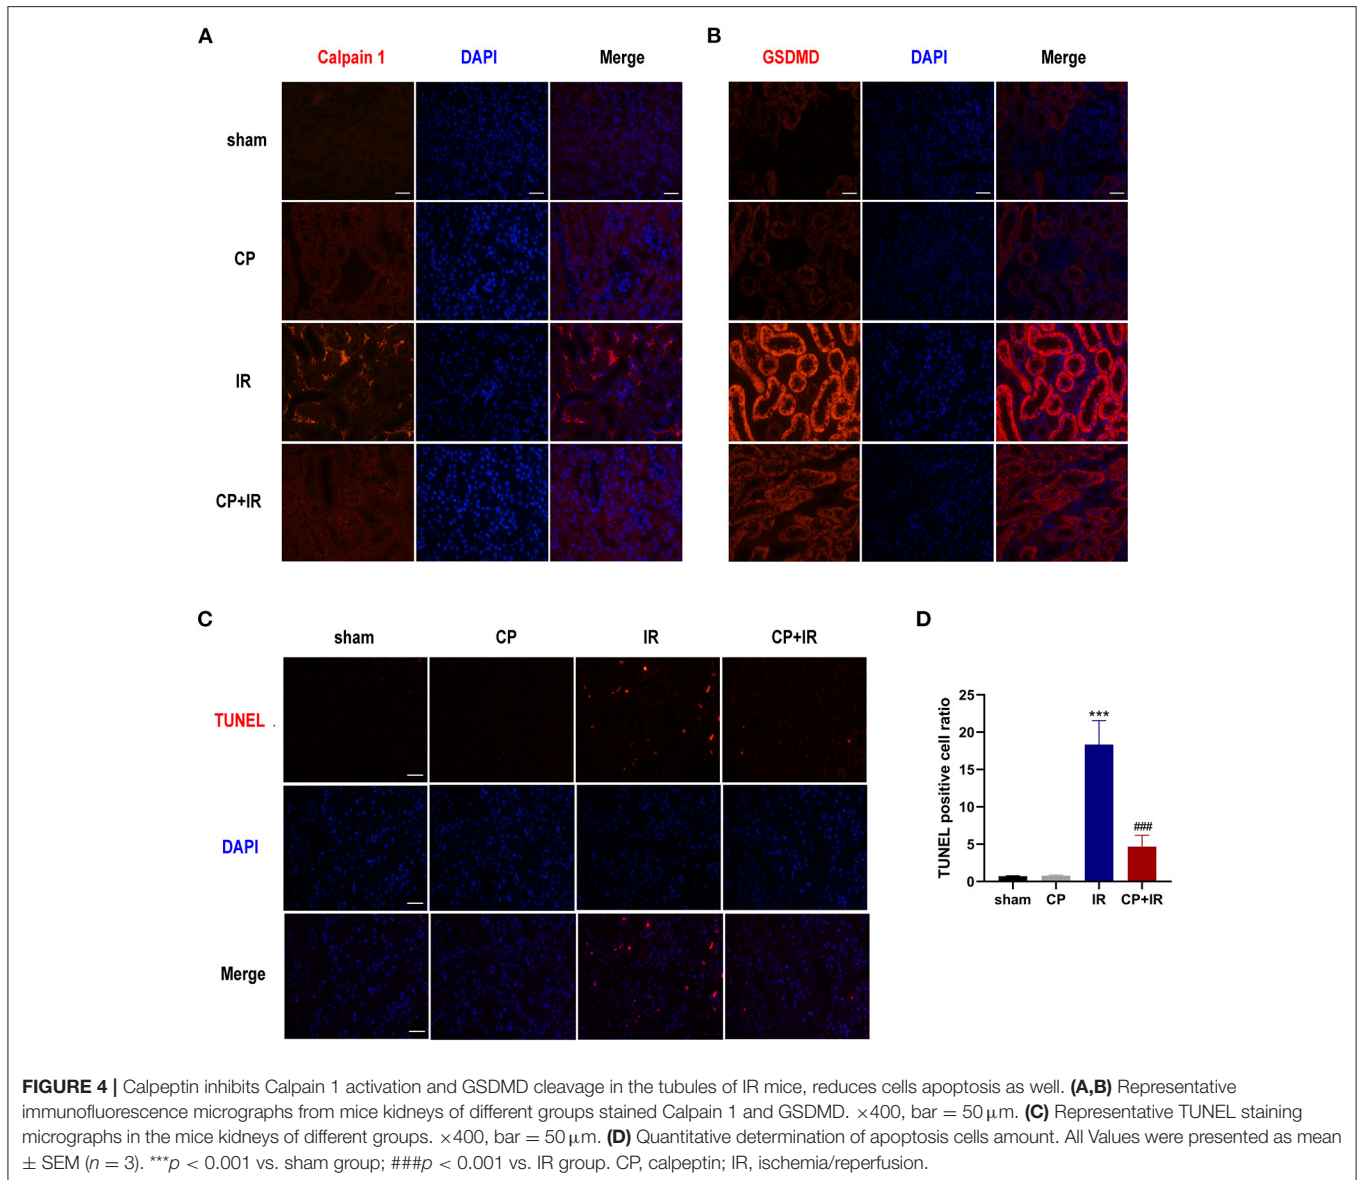 A
B
Calpain 1 DAPI Merge
GSDMD DAPI Merge
sham
CP
IR
CP+IR
C
sham CP IR CP+IR
TUNEL
DAPI
Merge
D
TUNEL positive cell ratio
25
20
15
10
5
0
***
###
sham CP IR CP+IR
FIGURE 4 | Calpeptin inhibits Calpain 1 activation and GSDMD cleavage in the tubules of IR mice, reduces cells apoptosis as well. (A,B) Representative
immunofluorescence micrographs from mice kidneys of different groups stained Calpain 1 and GSDMD. ×400, bar = 50 μm. (C) Representative TUNEL staining
micrographs in the mice kidneys of different groups. ×400, bar = 50 μm. (D) Quantitative determination of apoptosis cells amount. All Values were presented as mean
± SEM (n = 3). ***p < 0.001 vs. sham group; ###p < 0.001 vs. IR group. CP, calpeptin; IR, ischemia/reperfusion.